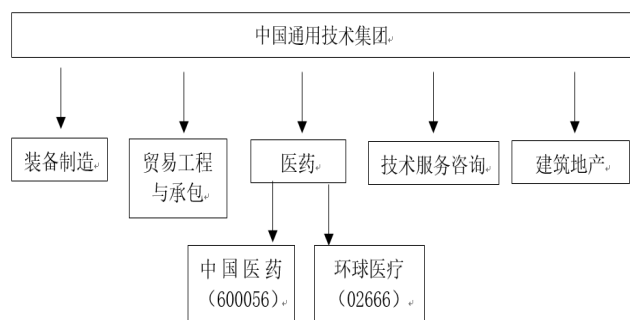 中国通用技术集团
装备制造
贸易工程
与承包
医药
技术服务咨询
建筑地产
中国医药
（600056）
环球医疗
（02666）